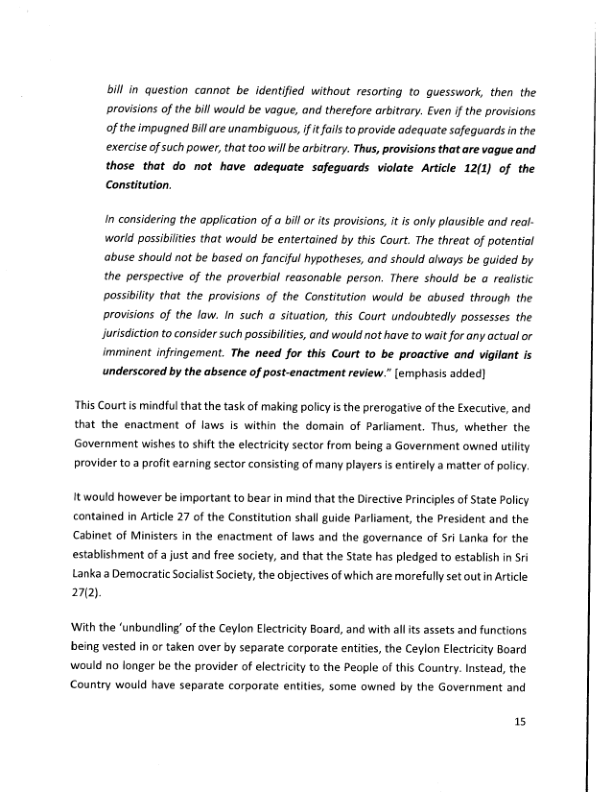 bill in question cannot be identified without resorting to guesswork, then the
provisions of the bill would be vague, and therefore arbitrary. Even if the provisions
of the impugned Bill are unambiguous, if it fails to provide adequate safeguards in the
exercise of such power, that too will be arbitrary. Thus, provisions that are vague and
those that do not have adequate safeguards violate Article 12(1) of the
Constitution.
In considering the application of a bill or its provisions, it is only plausible and real-
world possibilities that would be entertained by this Court. The threat of potential
abuse should not be based on fanciful hypotheses, and should always be guided by
the perspective of the proverbial reasonable person. There should be a realistic
possibility that the provisions of the Constitution would be abused through the
provisions of the law. In such a situation, this Court undoubtedly possesses the
jurisdiction to consider such possibilities, and would not have to wait for any actual or
imminent infringement. The need for this Court to be proactive and vigilant is
underscored by the absence of post-enactment review." [emphasis added]
This Court is mindful that the task of making policy is the prerogative of the Executive, and
that the enactment of laws is within the domain of Parliament. Thus, whether the
Government wishes to shift the electricity sector from being a Government owned utility
provider to a profit earning sector consisting of many players is entirely a matter of policy.
It would however be important to bear in mind that the Directive Principles of State Policy
contained in Article 27 of the Constitution shall guide Parliament, the President and the
Cabinet of Ministers in the enactment of laws and the governance of Sri Lanka for the
establishment of a just and free society, and that the State has pledged to establish in Sri
Lanka a Democratic Socialist Society, the objectives of which are morefully set out in Article
27(2).
With the 'unbundling' of the Ceylon Electricity Board, and with all its assets and functions
being vested in or taken over by separate corporate entities, the Ceylon Electricity Board
would no longer be the provider of electricity to the People of this Country. Instead, the
Country would have separate corporate entities, some owned by the Government and
15